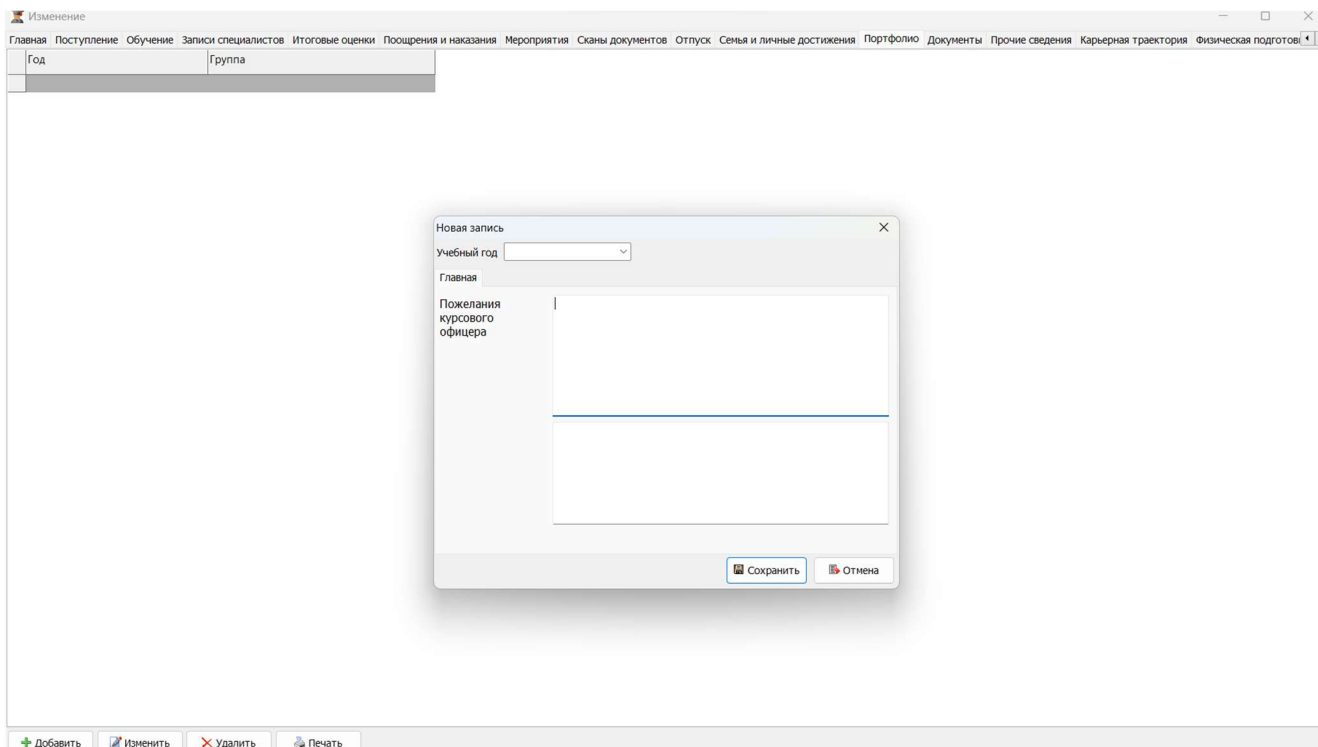 Изменение
Главная Поступление Обучение Записи специалистов Итоговые оценки Поощрения и наказания Мероприятия Сканы документов Отпуск Семья и личные достижения Портфолио Документы Прочие сведения Карьерная траектория Физическая подготовк
Год Группа
Новая запись
Учебный год
Главная
Пожелания
курсового
офицера
Сохранить Отмена
Добавить Изменить Удалить Печать